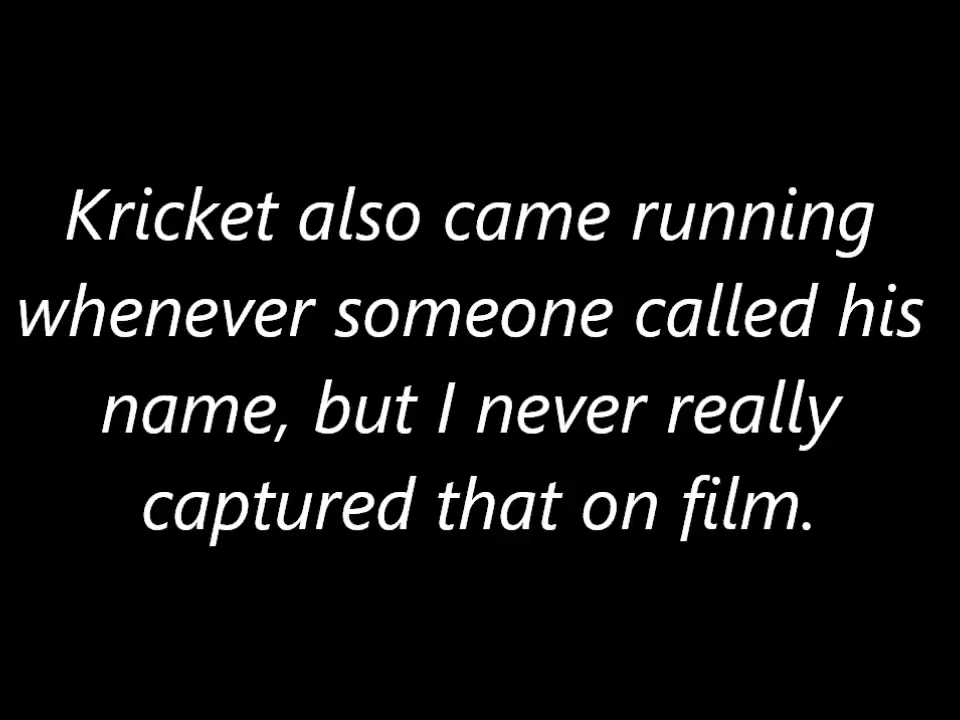 Kricket also came running
whenever someone called his
name, but I never really
captured that on film.